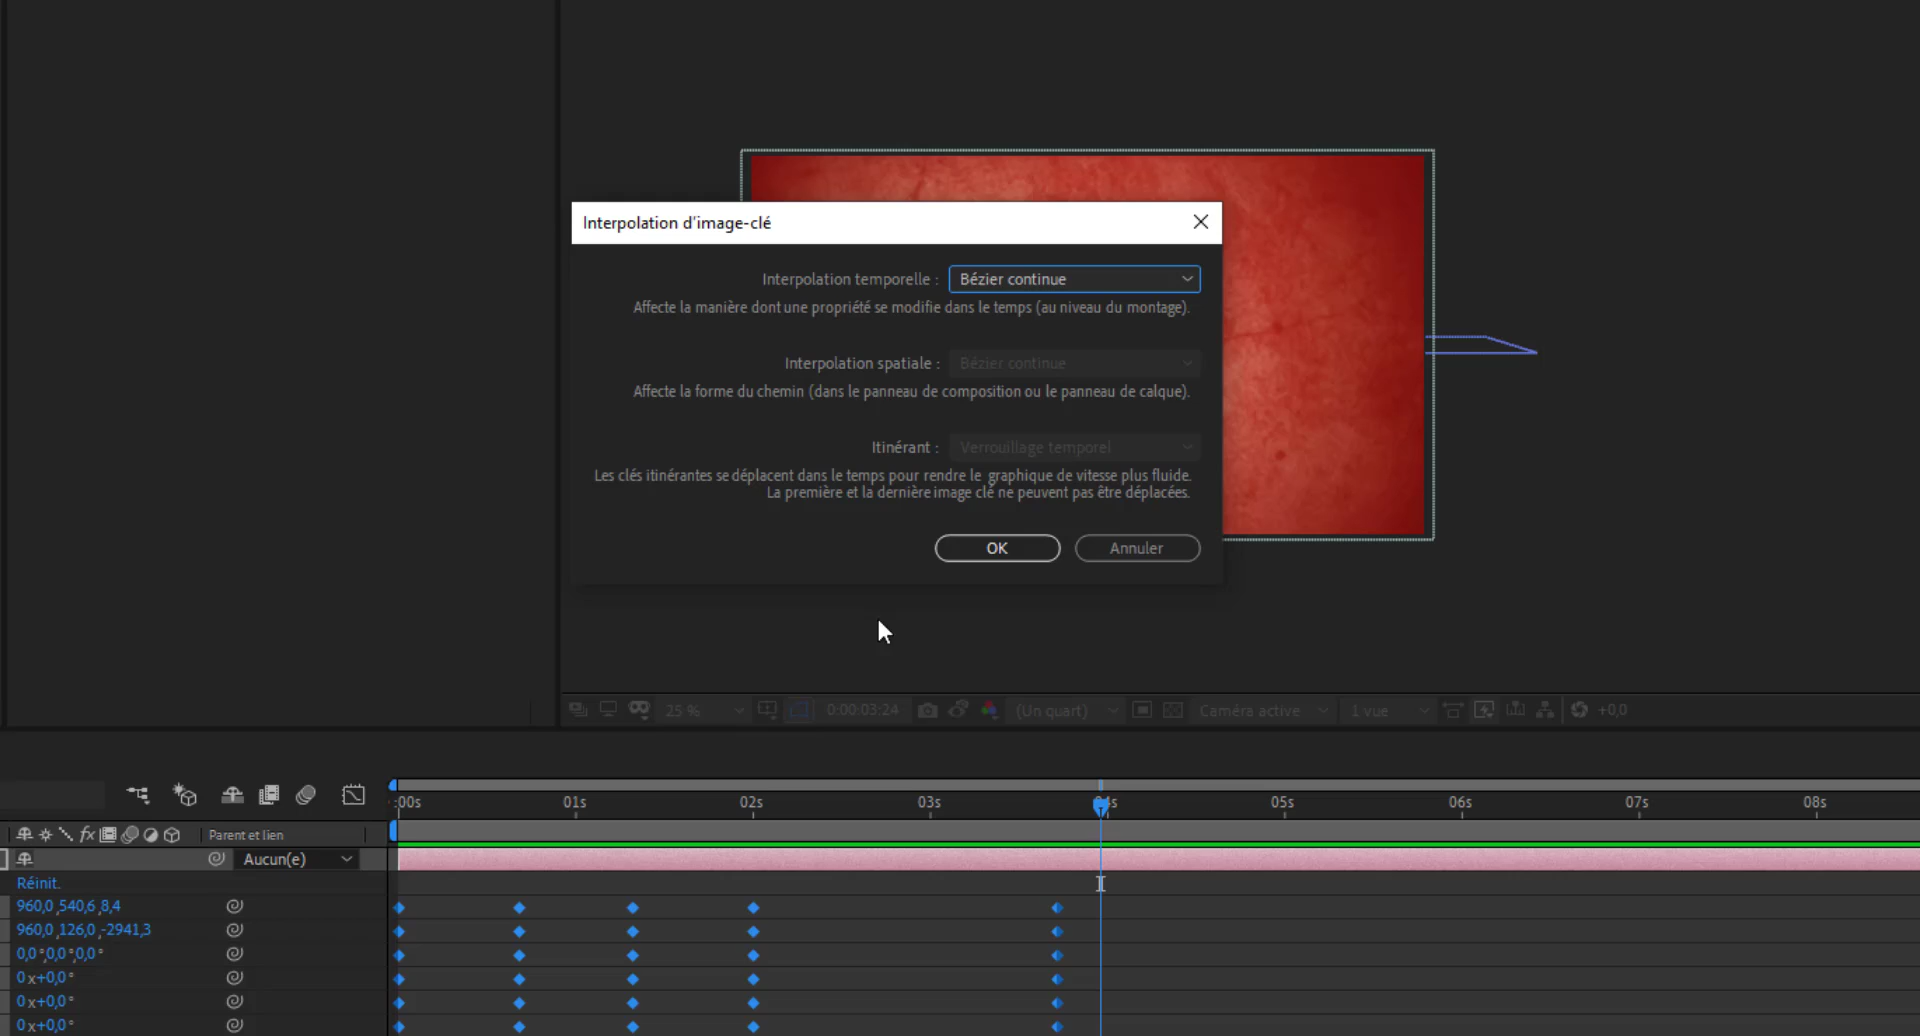 Interpolation d'image-clé
Interpolation temporelle : Bézier continue
Affecte la manière dont une propriété se modifie dans le temps (au niveau du montage).
Interpolation spatiale : Bézier continue
Affecte la forme du chemin (dans le panneau de composition ou le panneau de calque).
Itinérant : Verrouillage temporel
Les clés itinérantes se déplacent dans le temps pour rendre le graphique de vitesse plus fluide.
La première et la dernière image clé ne peuvent pas être déplacées.
OK Annuler
25 % 0:00:03:24 (Un quart) Caméra active 1 vue +0,0
:00s 01s 02s 03s 05s 06s 07s 08s
fx Parent et lien
Aucun(e)
Réinit.
960,0 ,540,6 ,8,4
960,0 ,126,0 ,-2941,3
0,0 °,0,0 °,0,0 °
0 x+0,0 °
0 x+0,0 °
0 x+0,0 °